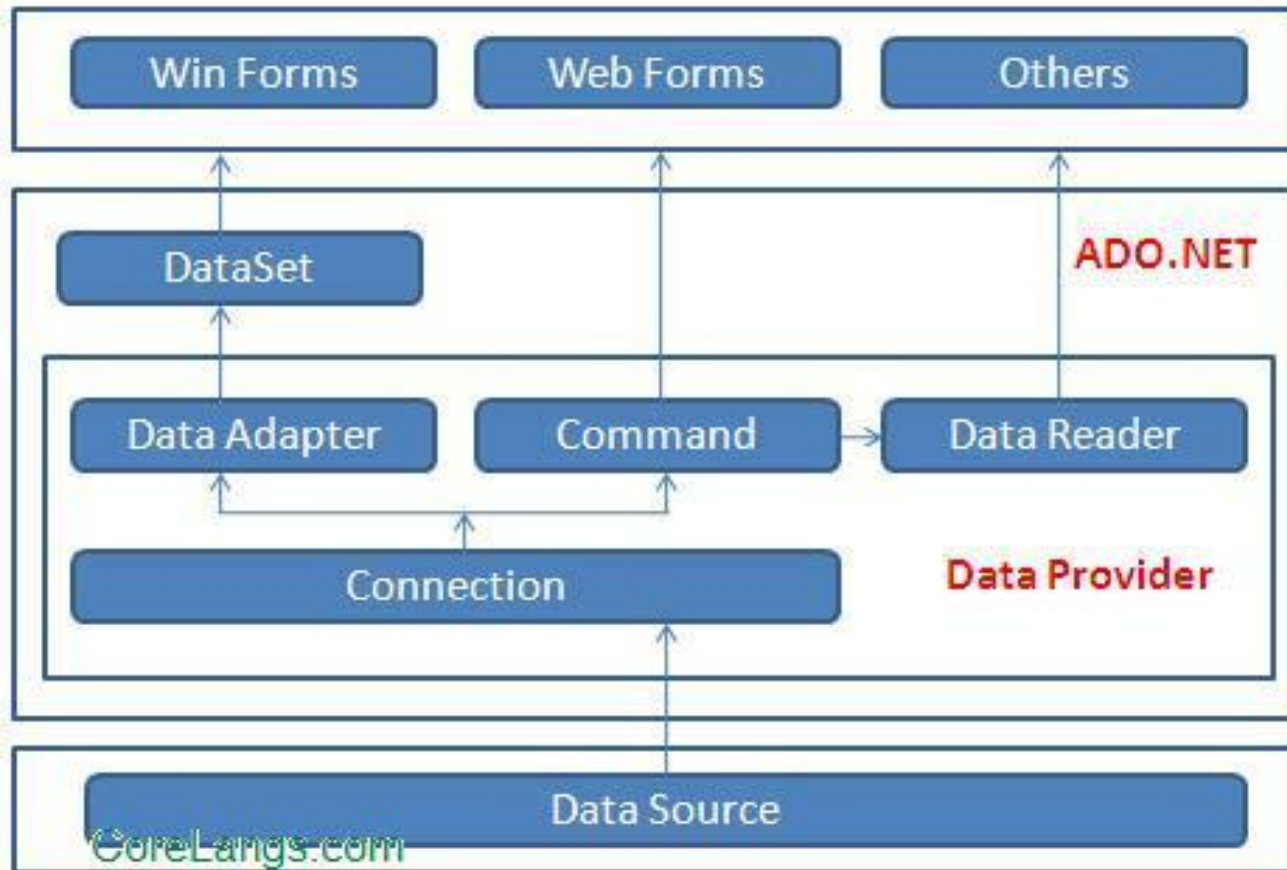 Win Forms
Web Forms
Others
DataSet
ADO.NET
Data Adapter
Command
Data Reader
Connection
Data Provider
Data Source
CoreLangs.com